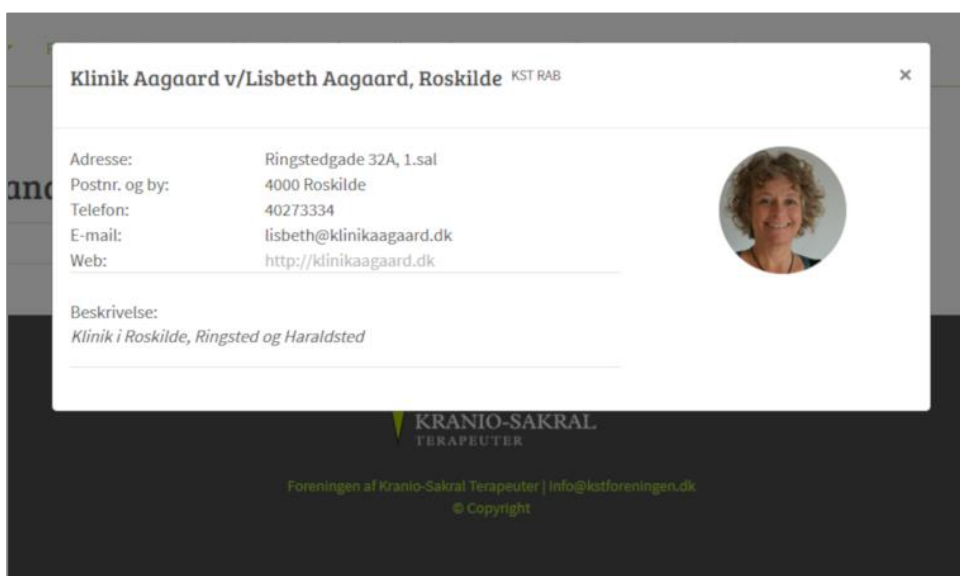 Klinik Aagaard v/Lisbeth Aagaard, Roskilde KST RAB ×
Adresse: Ringstedgade 32A, 1.sal
Postnr. og by: 4000 Roskilde
Telefon: 40273334
E-mail: lisbeth@klinikaagaard.dk
Web: http://klinikaagaard.dk
Beskrivelse:
Klinik i Roskilde, Ringsted og Haraldsted
KRANIO-SAKRAL
TERAPEUTER
Foreningen af Kranio-Sakral Terapeuter | info@kstforeningen.dk
© Copyright